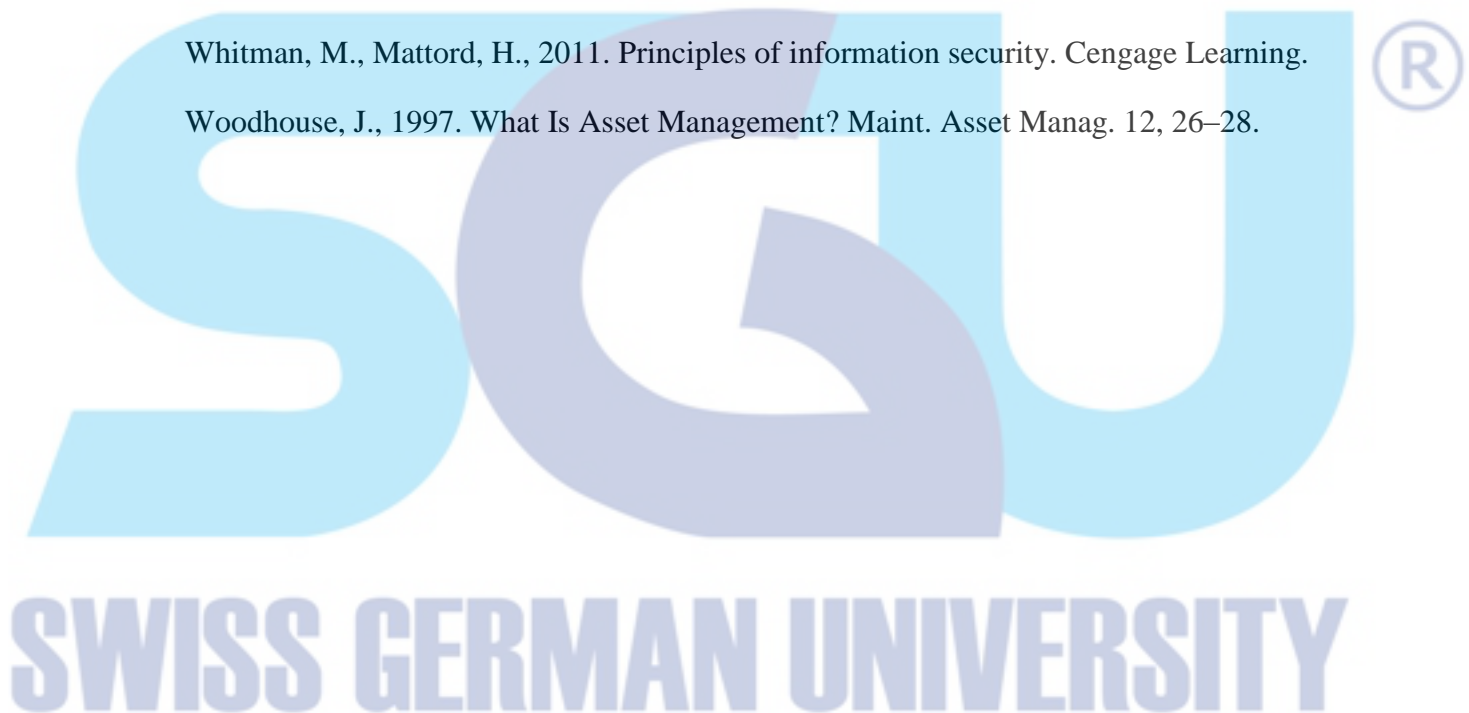 Whitman, M., Mattord, H., 2011. Principles of information security. Cengage Learning.
Woodhouse, J., 1997. What Is Asset Management? Maint. Asset Manag. 12, 26–28.
SGU ®
SWISS GERMAN UNIVERSITY